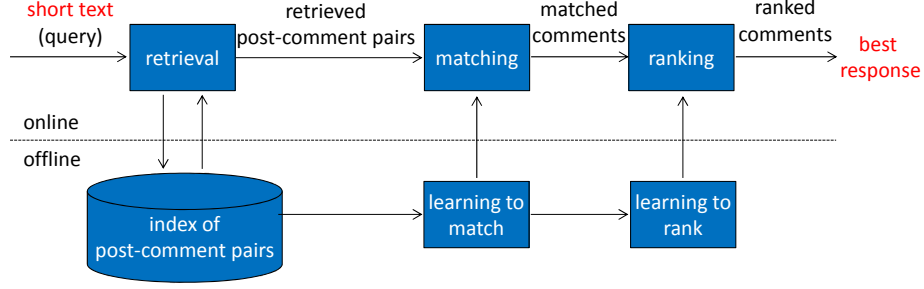 short text
(query)
retrieval
retrieved
post-comment pairs
matching
matched
comments
ranking
ranked
comments
best
response
online
offline
index of
post-comment pairs
learning to
match
learning to
rank